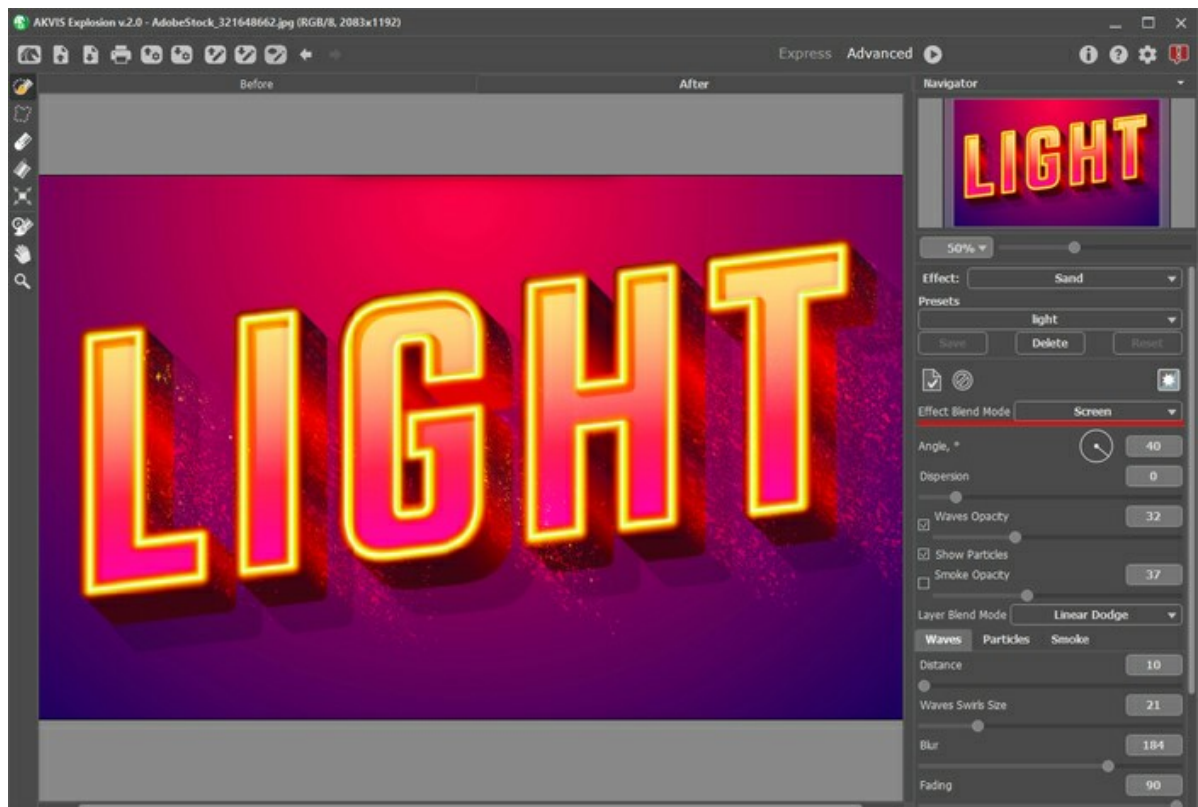 AKVIS Explosion v.2.0 - AdobeStock_321648662.jpg (RGB/8, 2083x1192)
Express Advanced
Before After
Navigator
LIGHT
LIGHT
50%
Effect: Sand
Presets
light
Save Delete Reset
Effect Blend Mode Screen
Angle, ° 40
Dispersion 0
Waves Opacity 32
Show Particles
Smoke Opacity 37
Layer Blend Mode Linear Dodge
Waves Particles Smoke
Distance 10
Waves Swirls Size 21
Blur 184
Fading 90